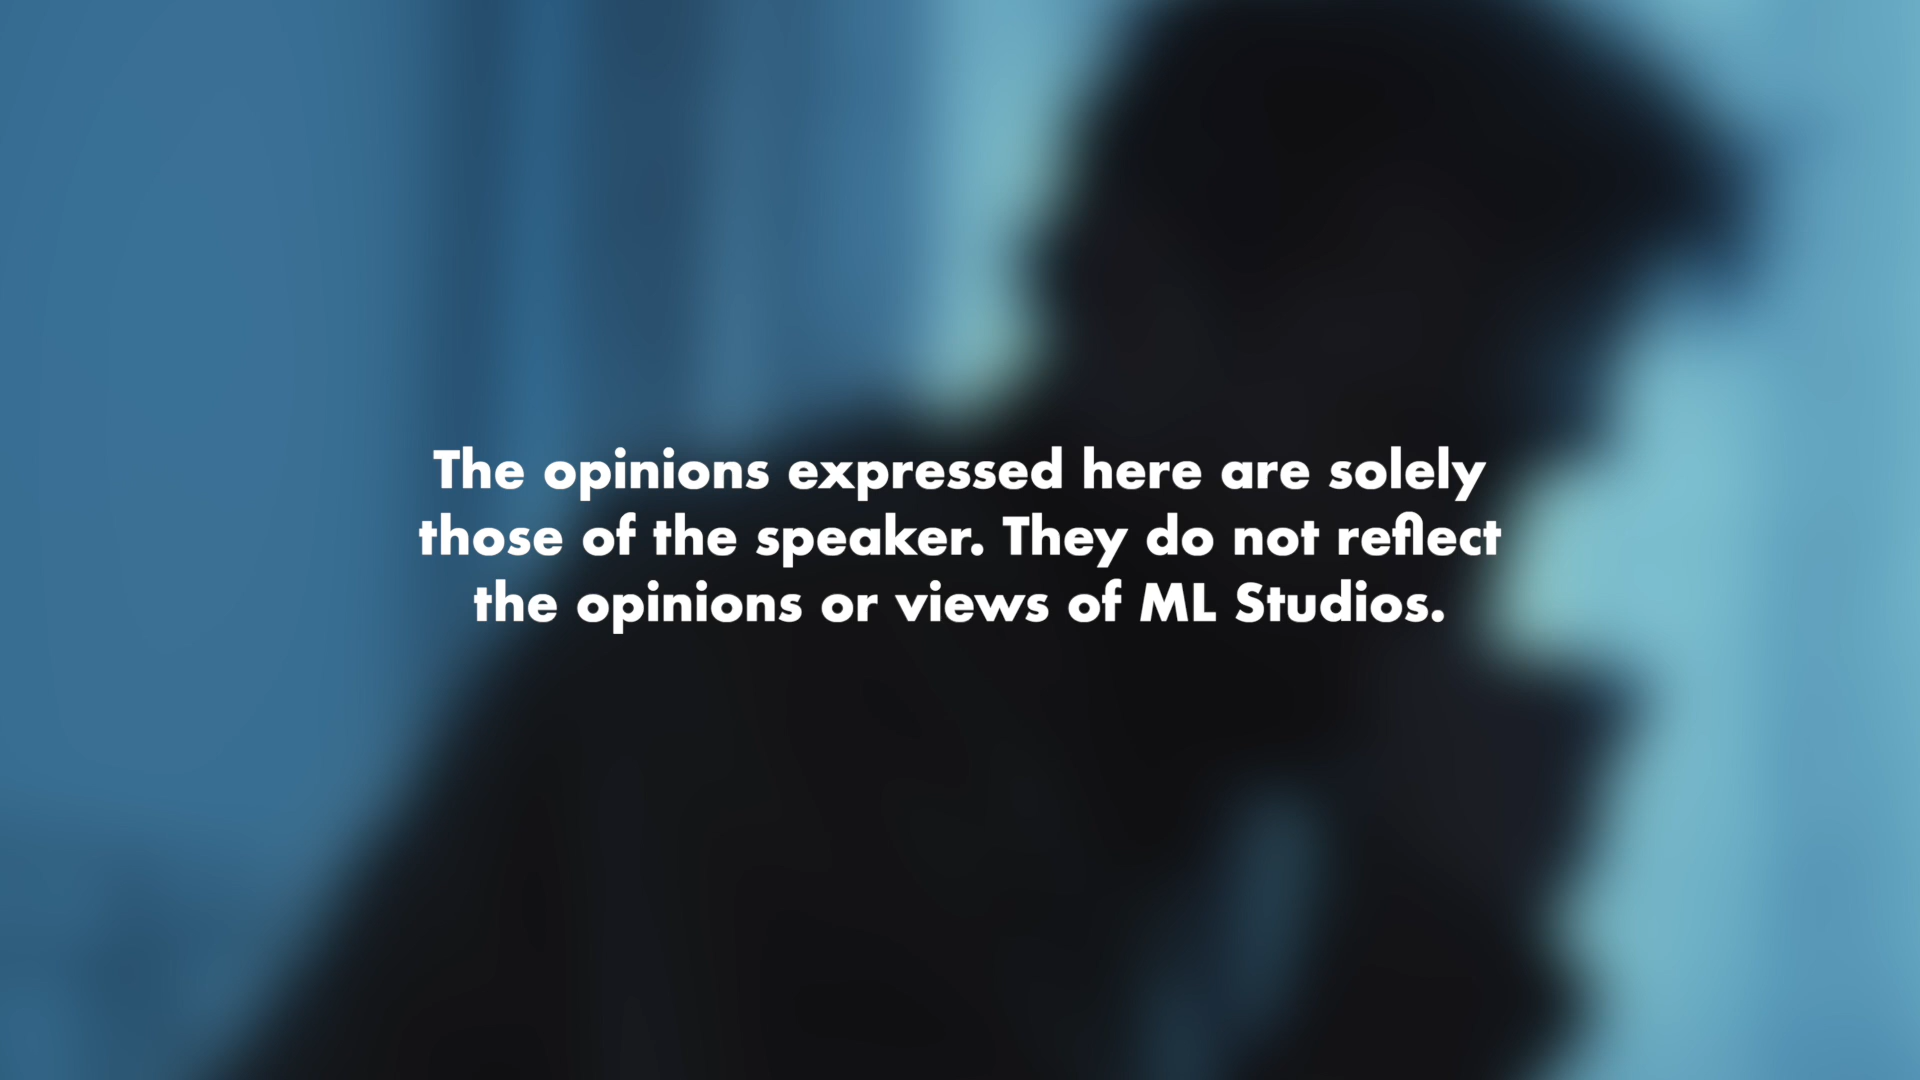 The opinions expressed here are solely
those of the speaker. They do not reflect
the opinions or views of ML Studios.